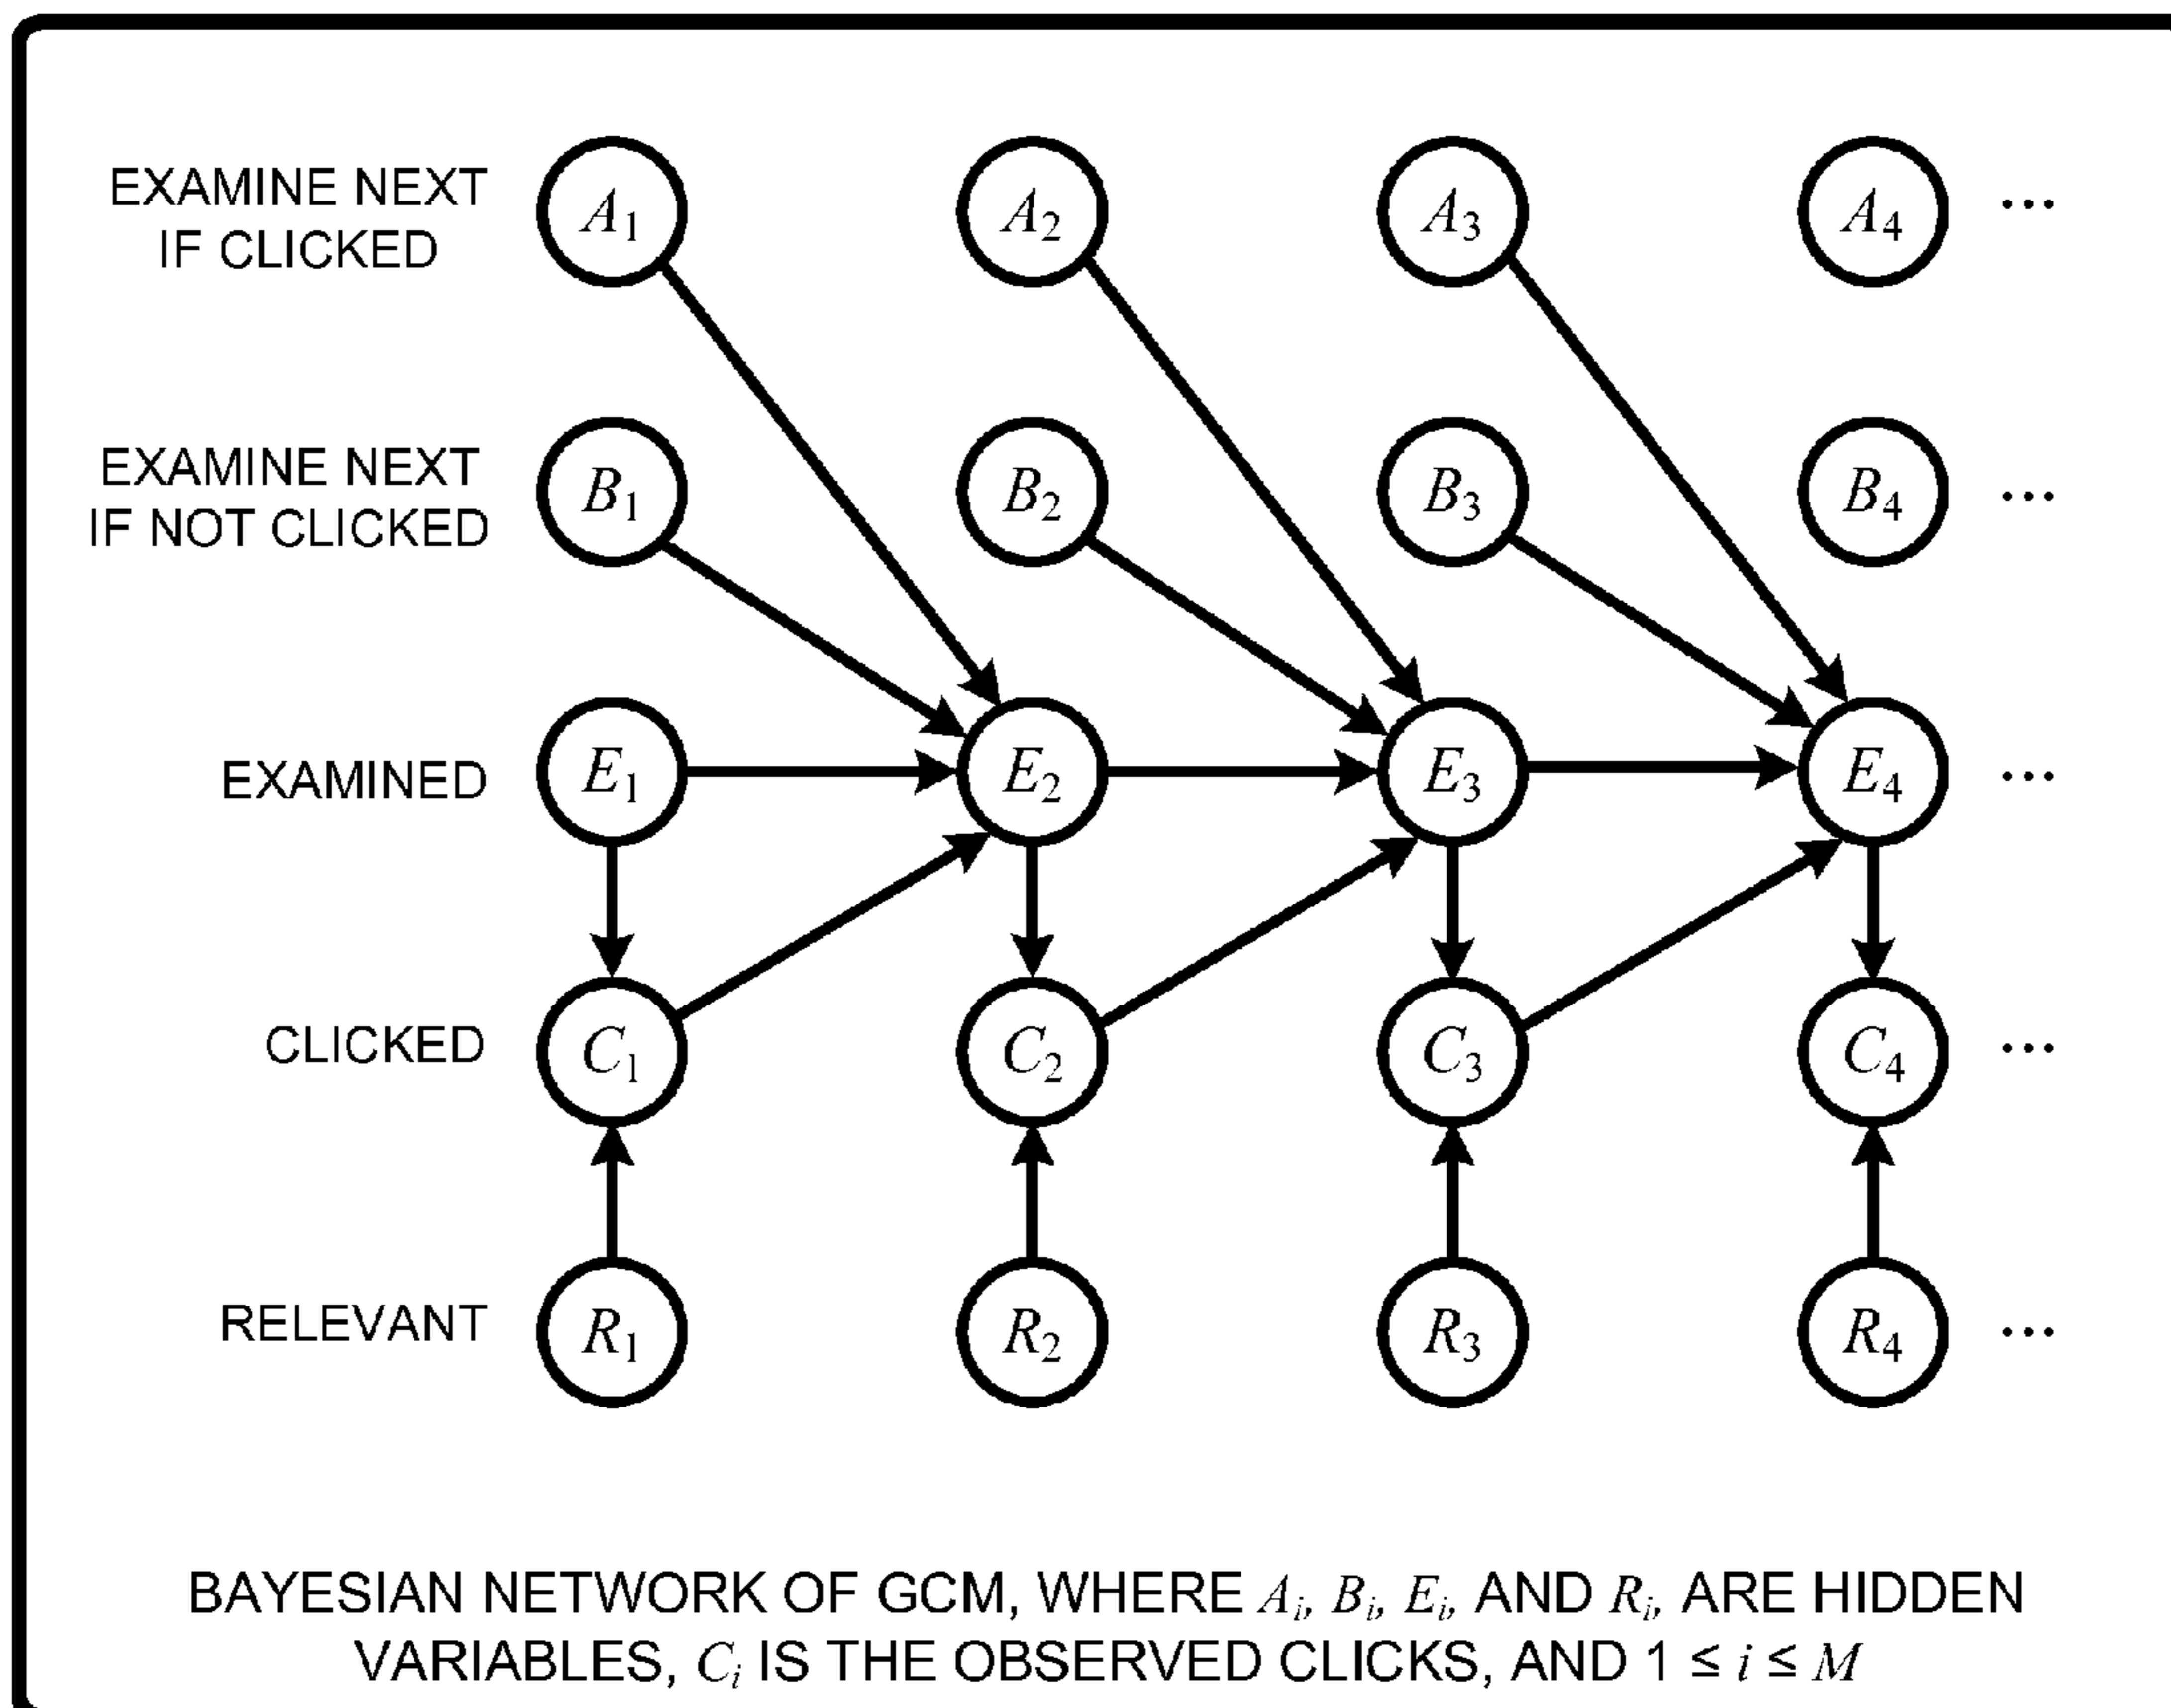 EXAMINE NEXT
IF CLICKED
A1 A2 A3 A4 ...
EXAMINE NEXT
IF NOT CLICKED
B1 B2 B3 B4 ...
EXAMINED E1 E2 E3 E4 ...
CLICKED C1 C2 C3 C4 ...
RELEVANT R1 R2 R3 R4 ...
BAYESIAN NETWORK OF GCM, WHERE Ai, Bi, Ei, AND Ri, ARE HIDDEN
VARIABLES, Ci IS THE OBSERVED CLICKS, AND 1 ≤ i ≤ M